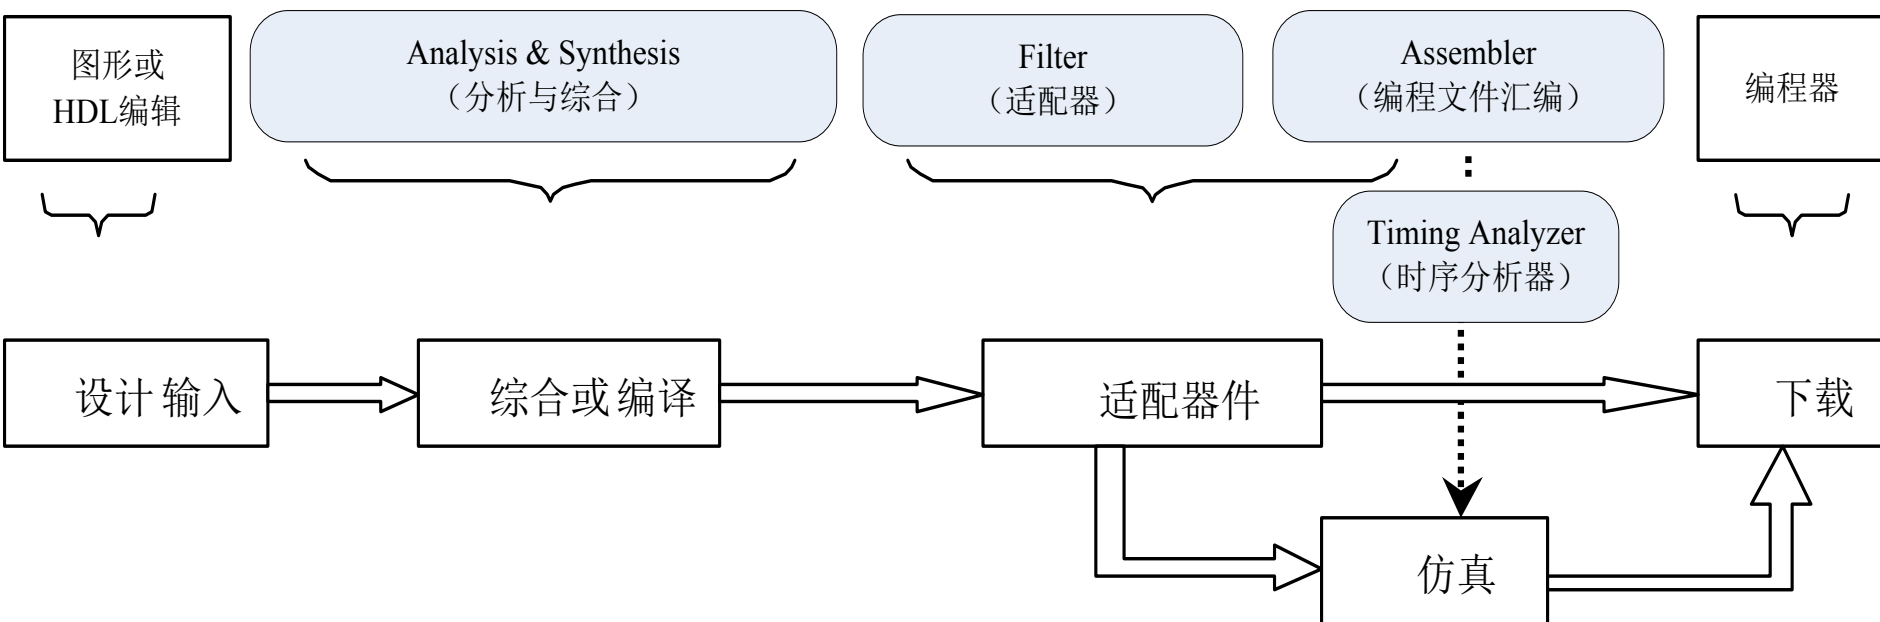 图形或
HDL编辑
Analysis & Synthesis
（分析与综合）
Filter
（适配器）
Assembler
（编程文件汇编）
编程器
Timing Analyzer
（时序分析器）
设计输入
综合或编译
适配器件
下载
仿真